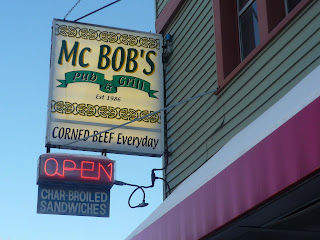 Mc BOB'S
pub & grill
Est 1986
CORNED BEEF Everyday
OPEN
CHAR-BROILED
SANDWICHES